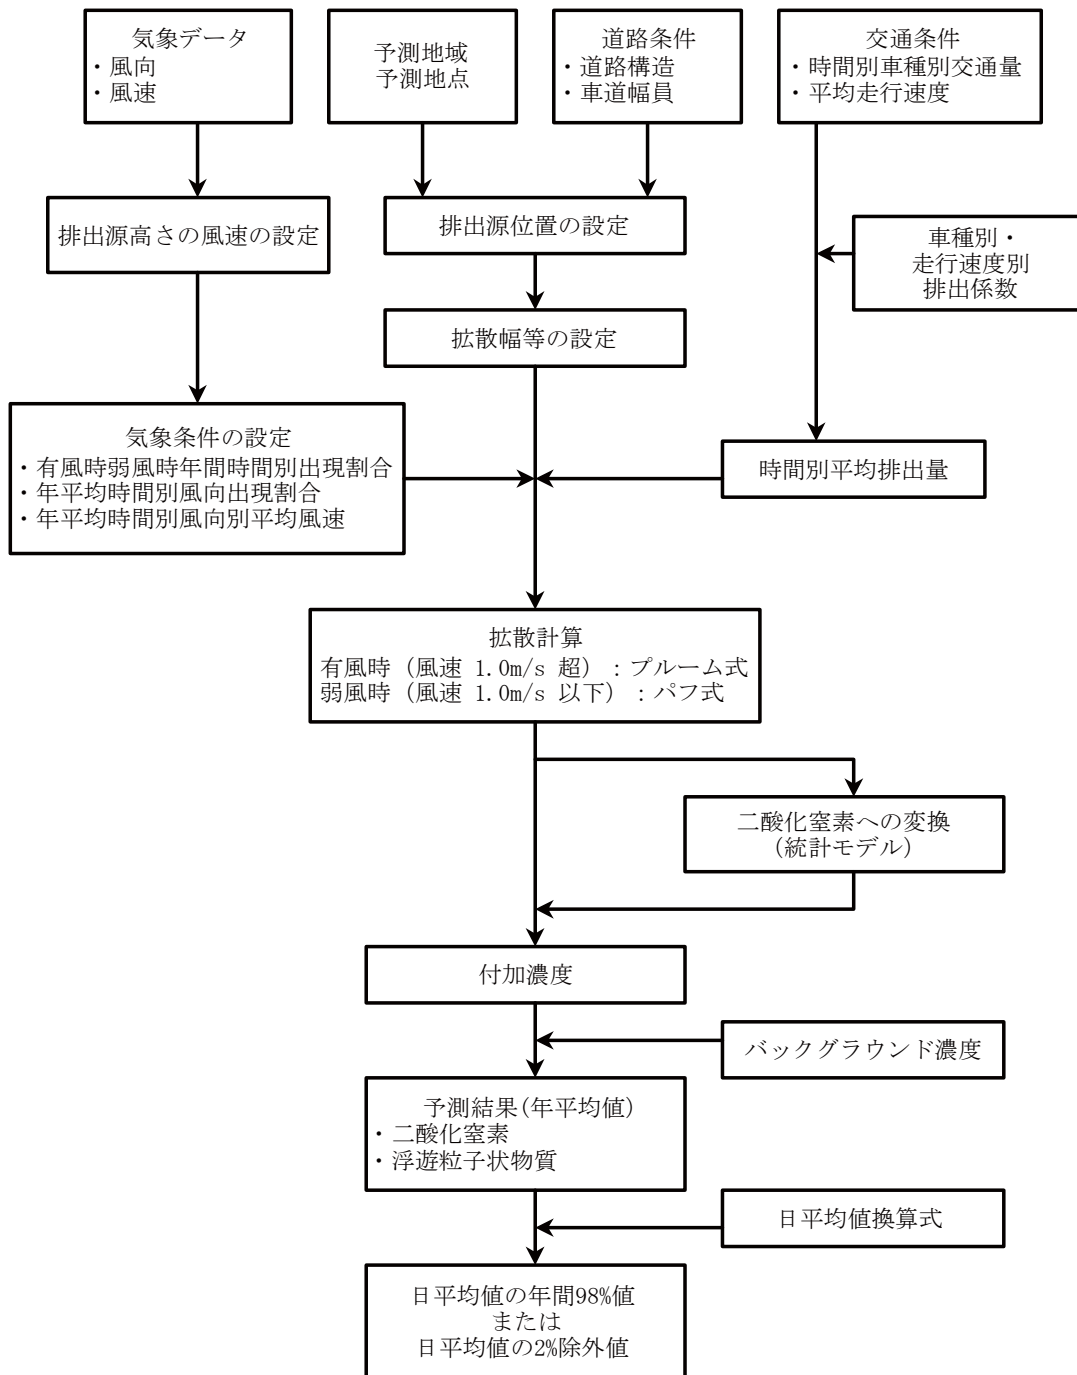 気象データ
・風向
・風速
予測地域
予測地点
道路条件
・道路構造
・車道幅員
交通条件
・時間別車種別交通量
・平均走行速度
排出源高さの風速の設定
排出源位置の設定
車種別・
走行速度別
排出係数
拡散幅等の設定
気象条件の設定
・有風時弱風時年間時間別出現割合
・年平均時間別風向出現割合
・年平均時間別風向別平均風速
時間別平均排出量
拡散計算
有風時（風速 1.0m/s 超）：プルーム式
弱風時（風速 1.0m/s 以下）：パフ式
二酸化窒素への変換
(統計モデル)
付加濃度
バックグラウンド濃度
予測結果(年平均値)
・二酸化窒素
・浮遊粒子状物質
日平均値換算式
日平均値の年間98%値
または
日平均値の2%除外値